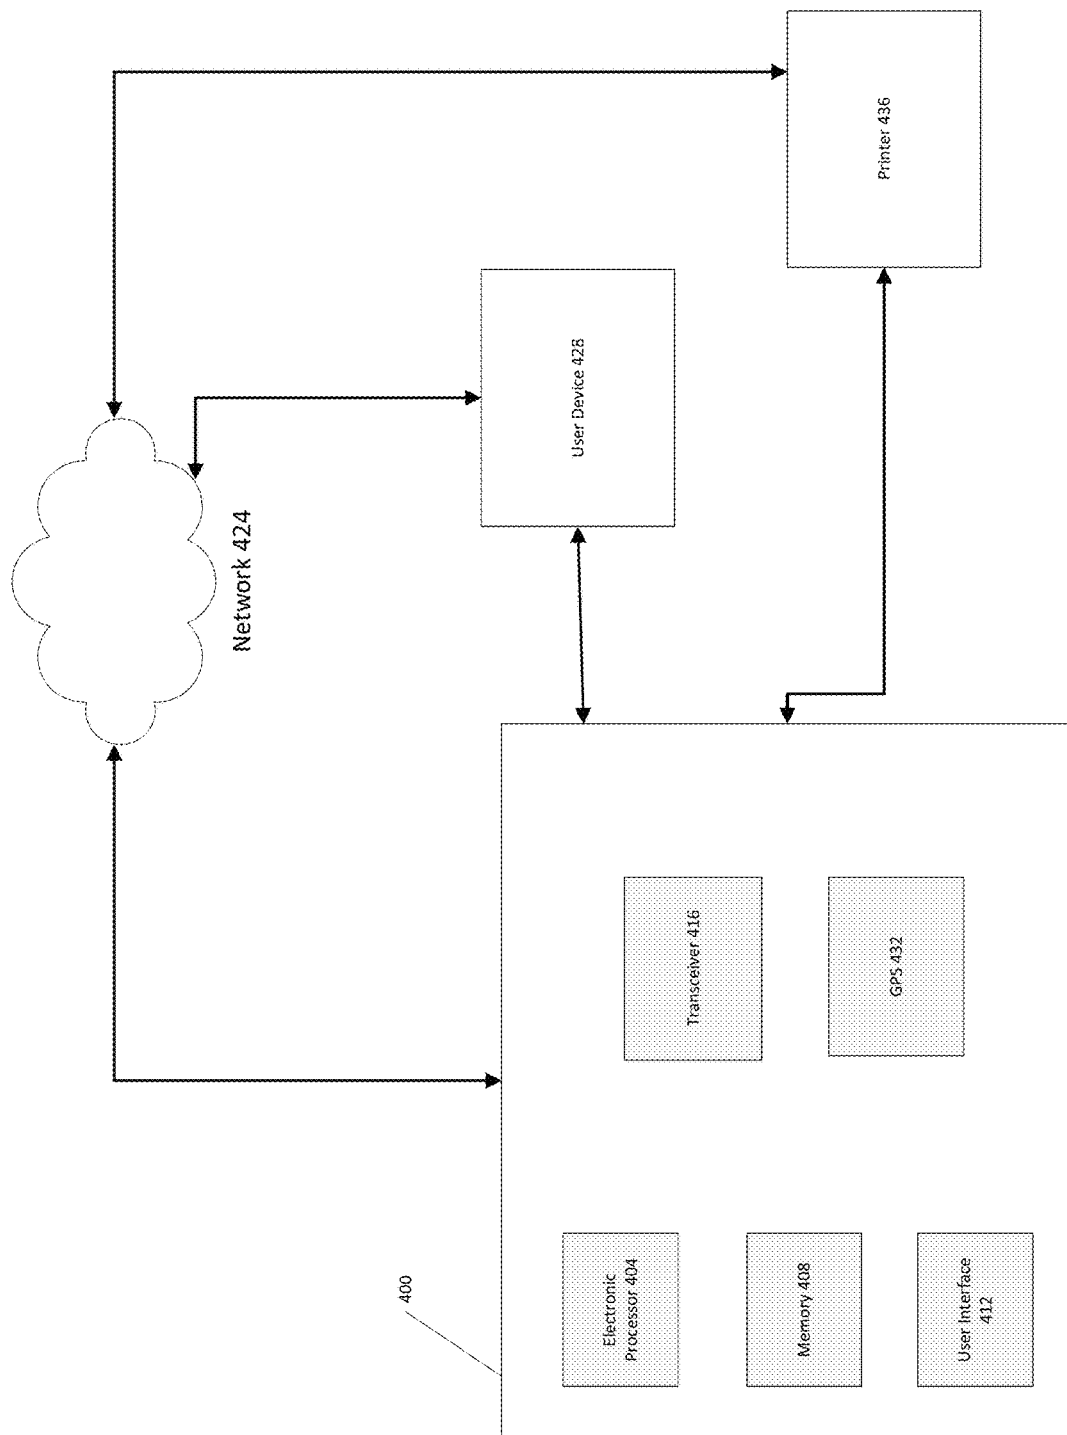 Network 424
400
Electronic
Processor 404
Transceiver 416
User Device 428
Memory 408
GPS 432
Printer 436
User Interface
412